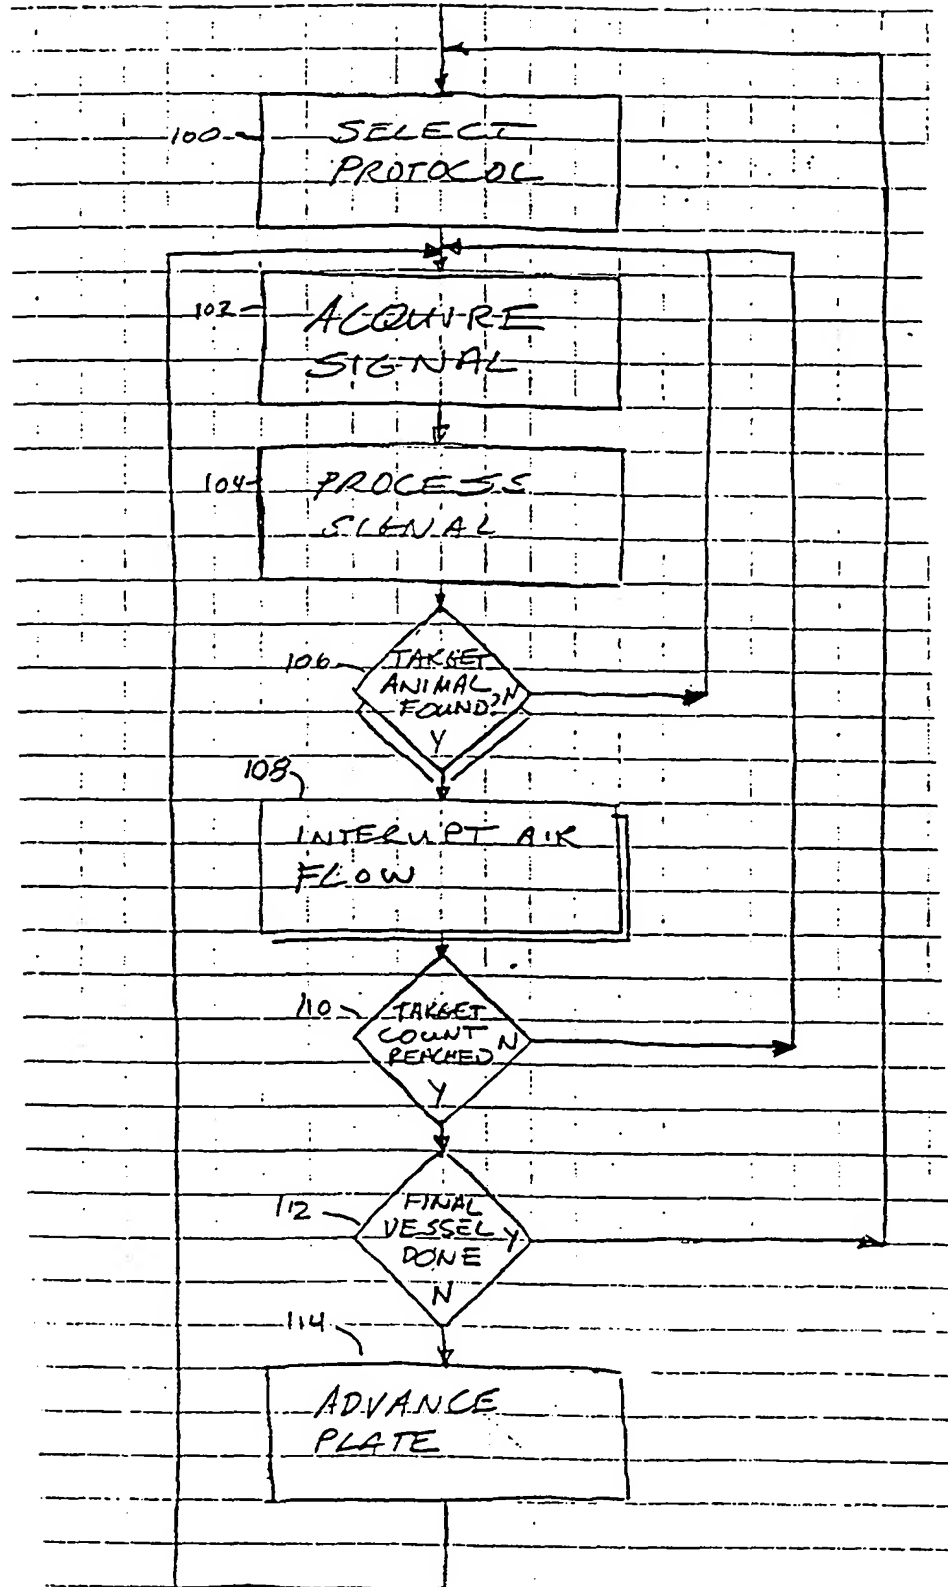 100
SELECT
PROTOCOL
102
ACQUIRE
SIGNAL
104
PROCESS
SIGNAL
106
TARGET
ANIMAL
FOUND? N
Y
108
INTERUPT AIR
FLOW
110
TARGET
COUNT N
REACHED
Y
112
FINAL
VESSEL Y
DONE
N
114
ADVANCE
PLATE